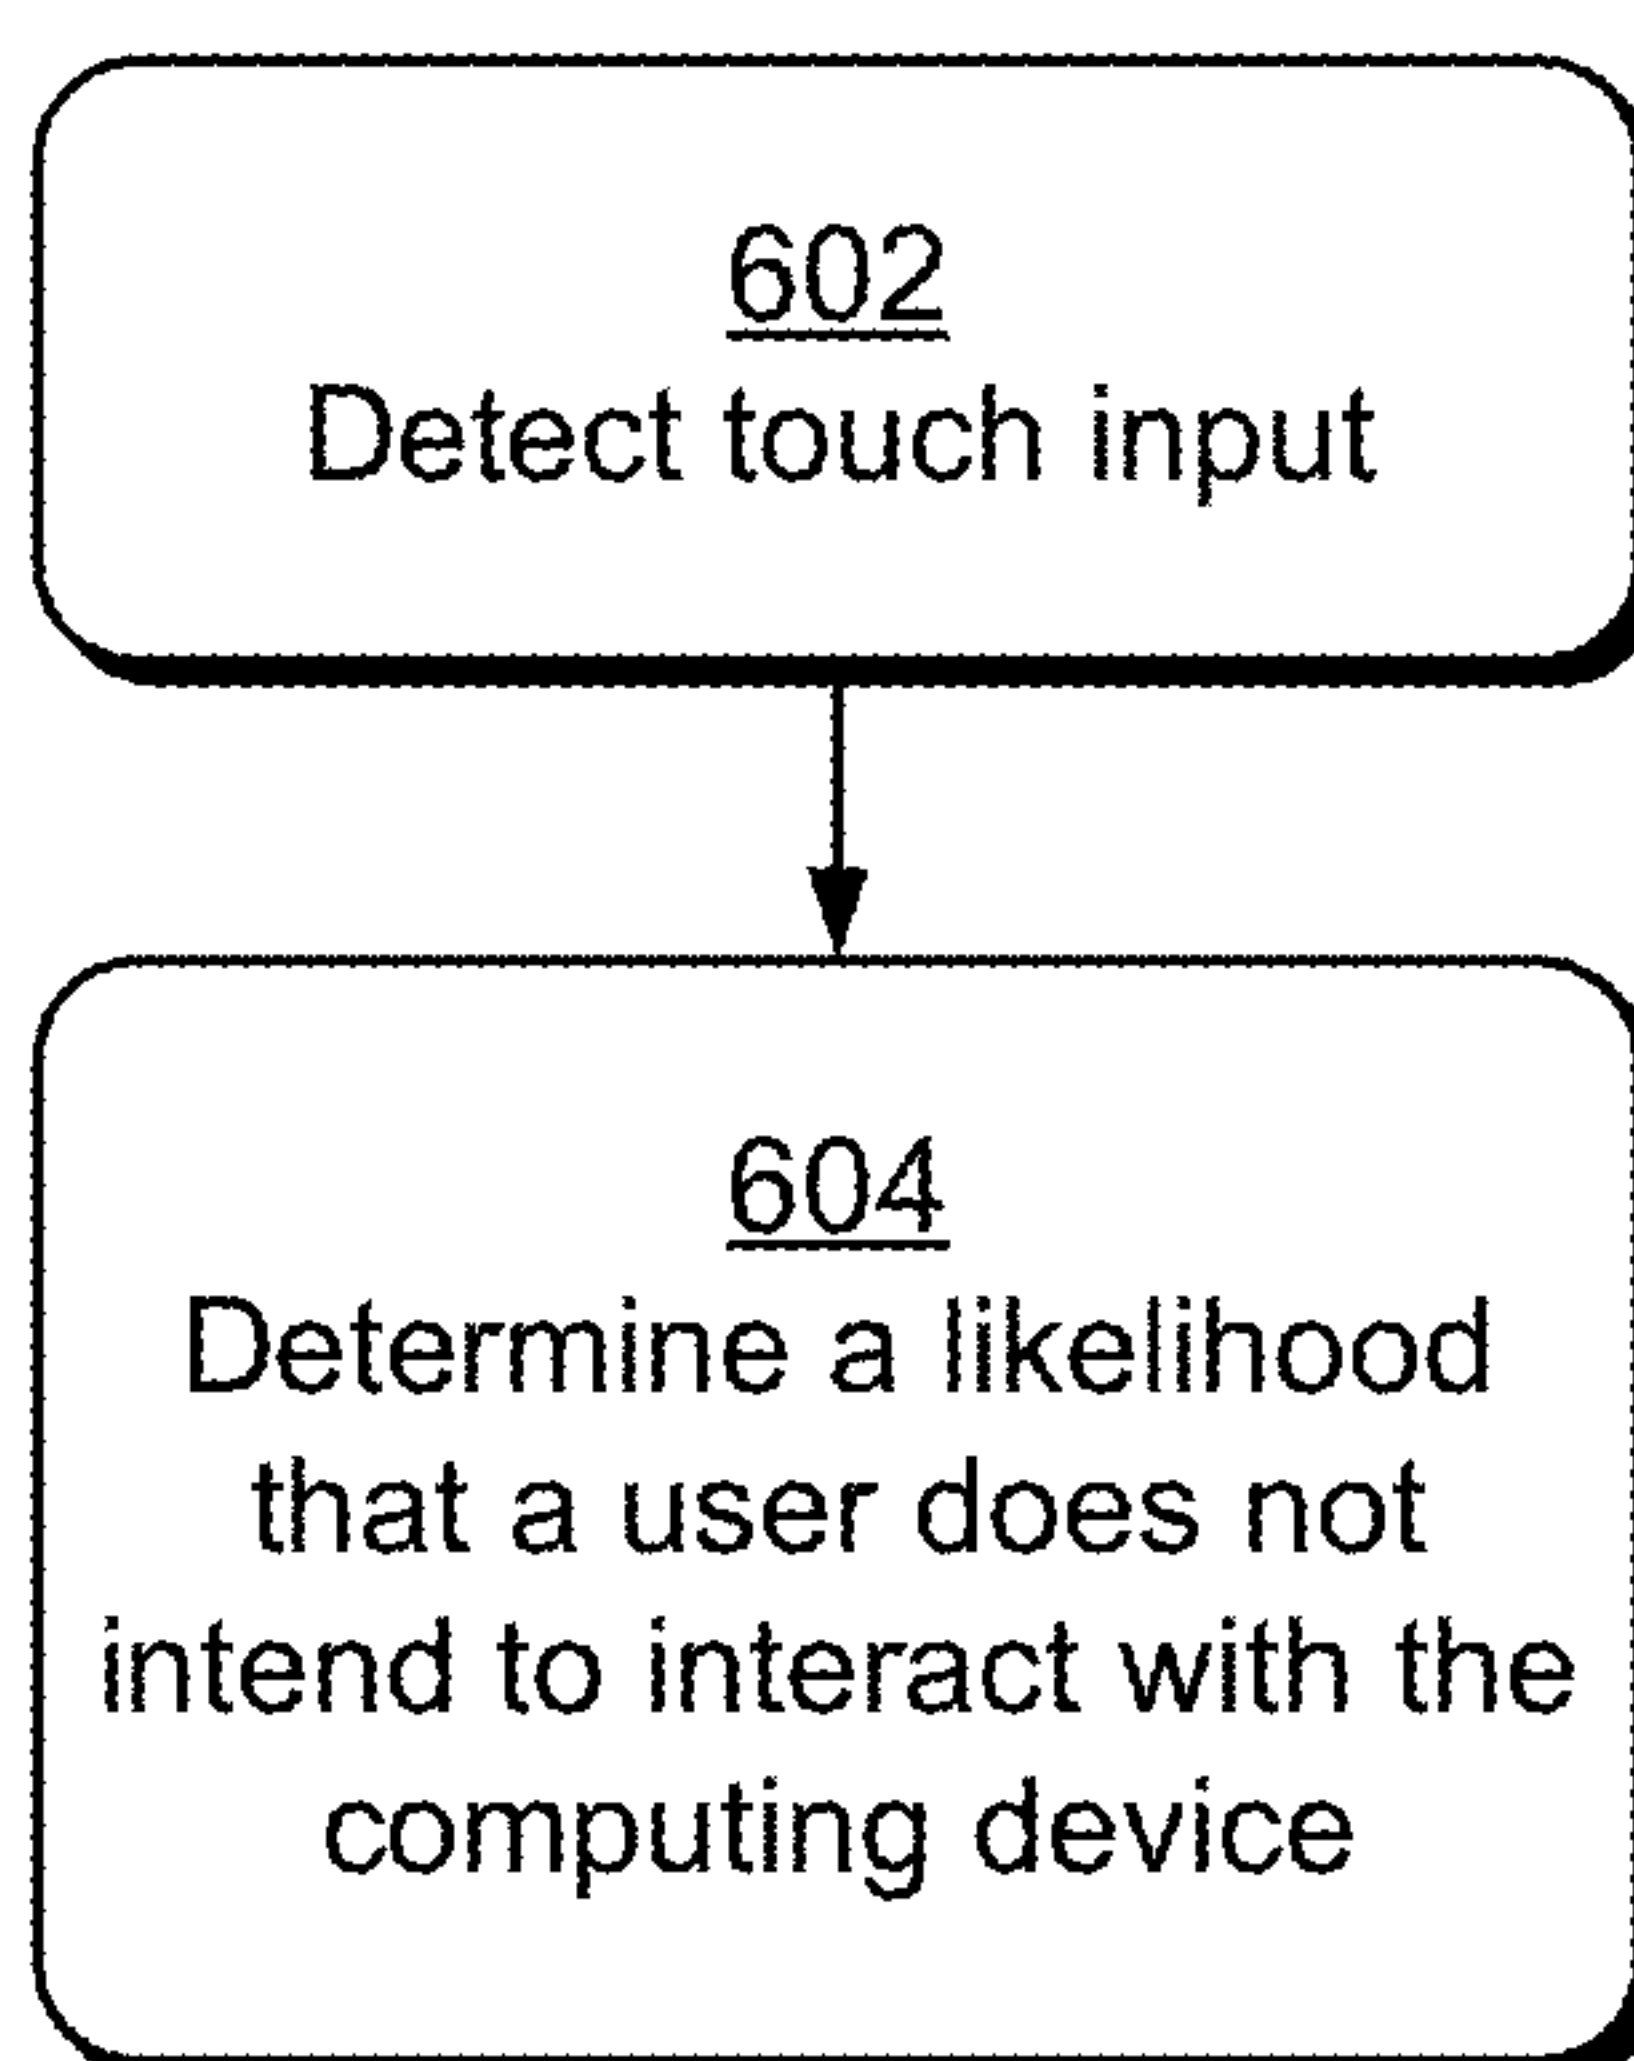 602
Detect touch input
604
Determine a likelihood
that a user does not
intend to interact with the
computing device